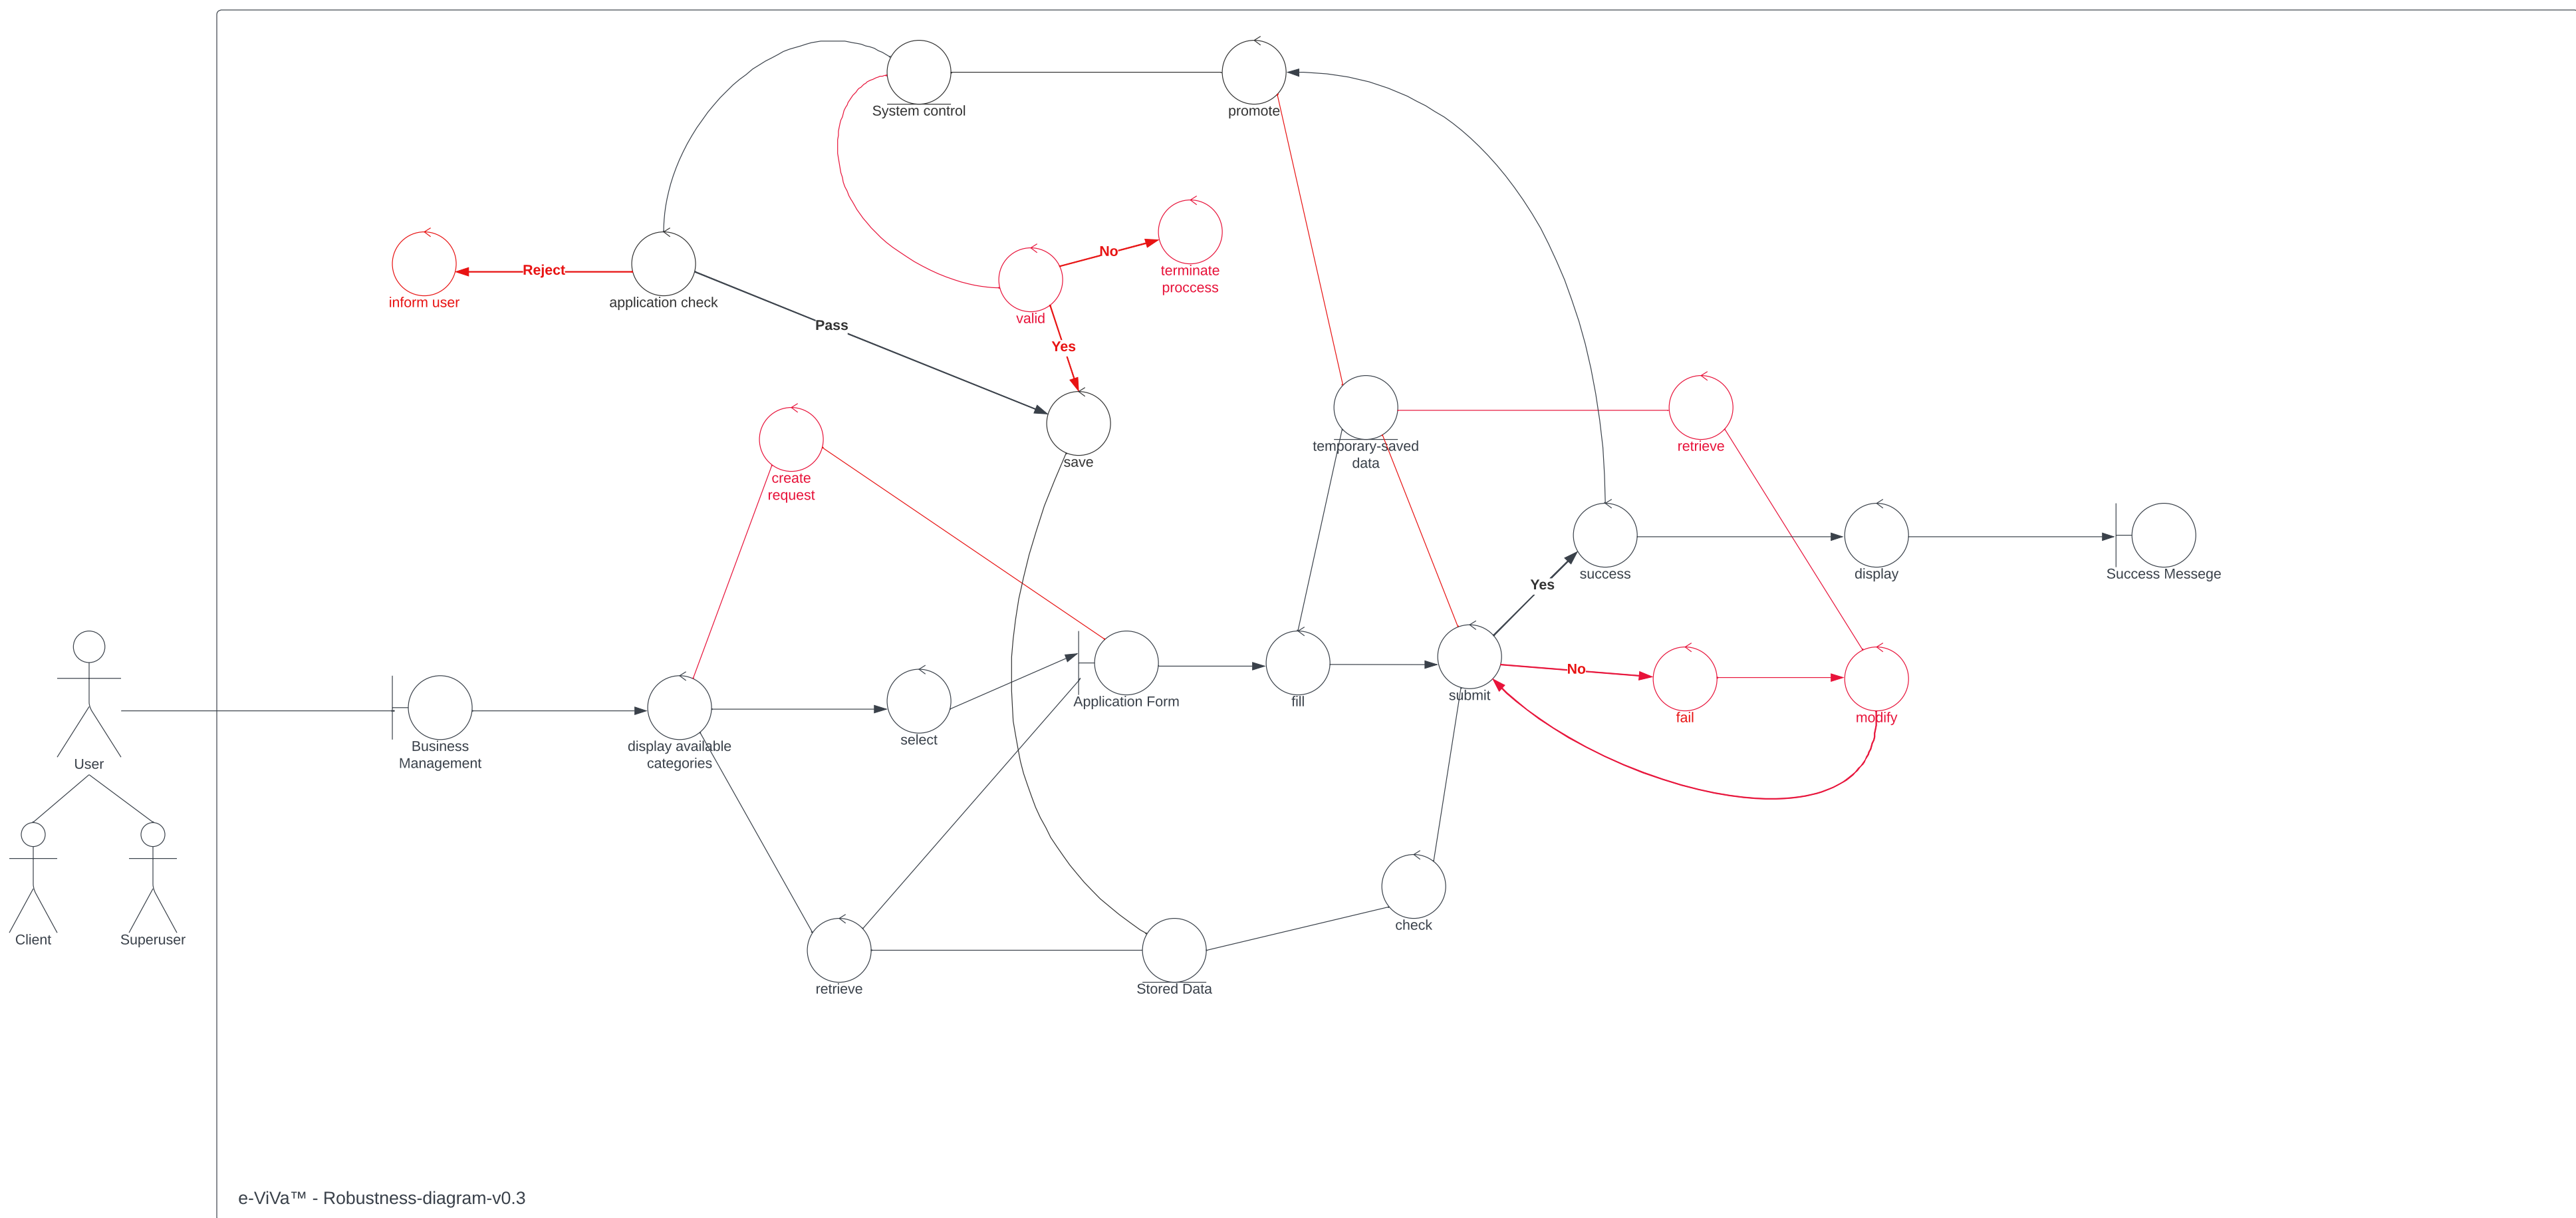 System control
promote
Reject
No
terminate
proccess
inform user
application check
valid
Pass
Yes
create
request
save
temporary-saved
data
retrieve
Yes
success
display
Success Messege
No
User
Business
Management
display available
categories
select
Application Form
fill
submit
fail
modify
Client
Superuser
retrieve
Stored Data
check
e-ViVa™ - Robustness-diagram-v0.3